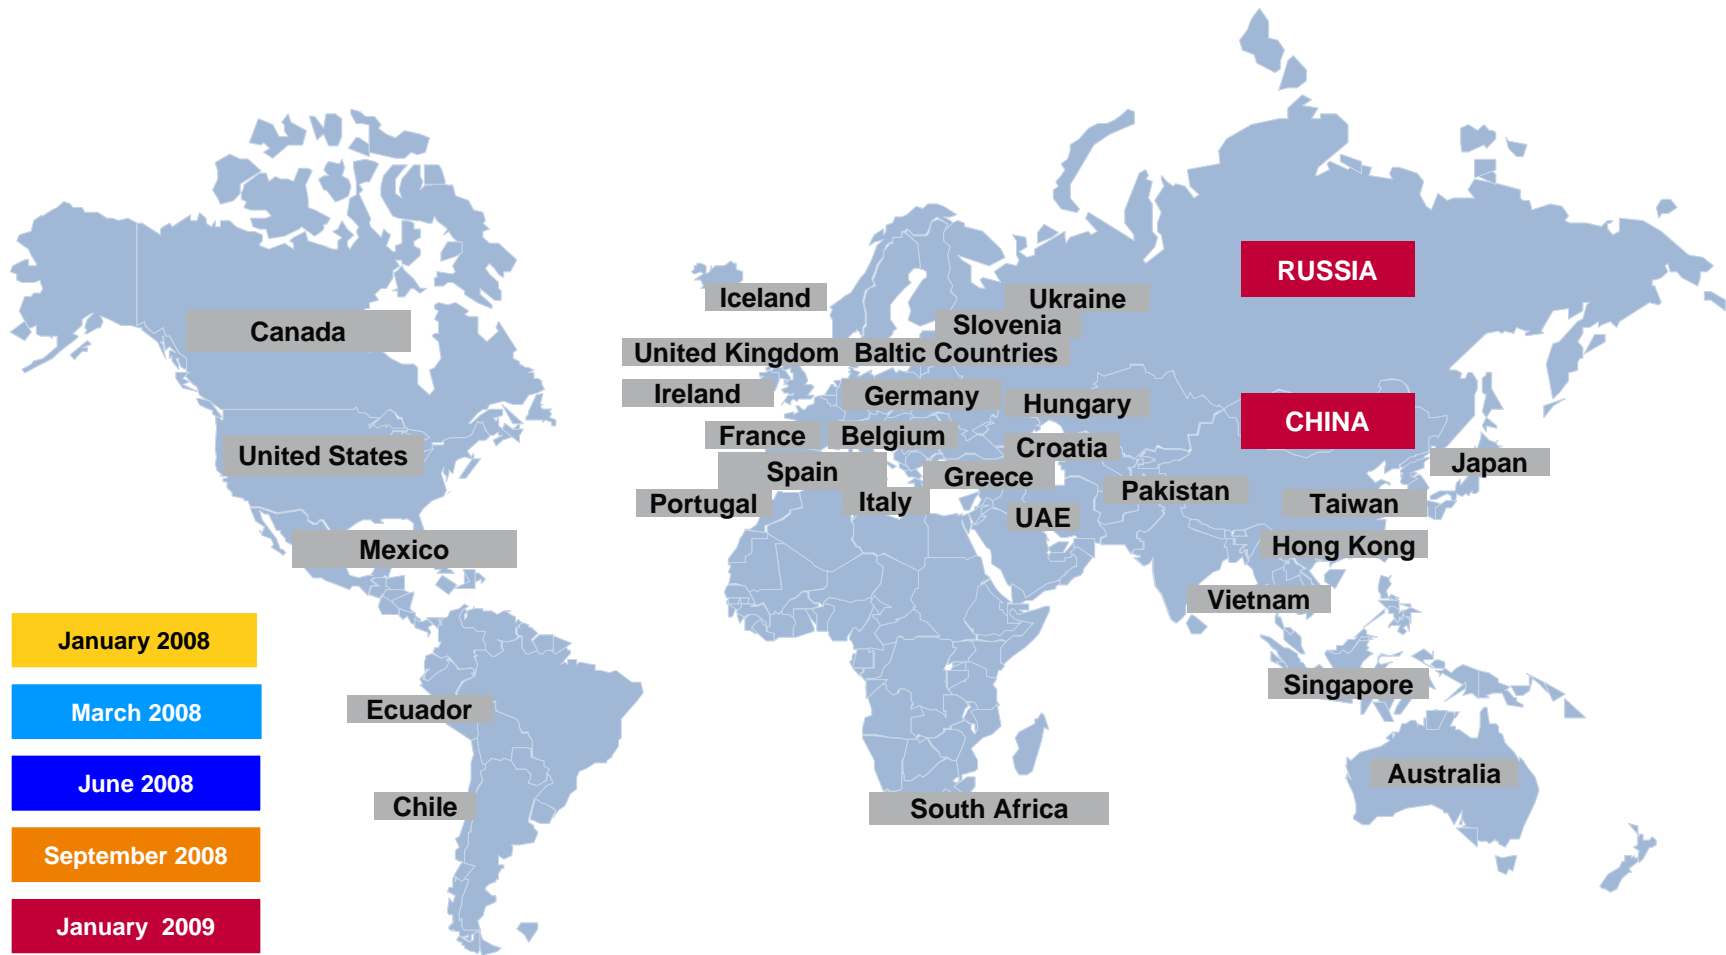 RUSSIA
Iceland
Ukraine
Slovenia
Canada
United Kingdom
Baltic Countries
Ireland
Germany
Hungary
CHINA
France
Belgium
Croatia
United States
Spain
Greece
Japan
Portugal
Italy
Pakistan
Taiwan
UAE
Mexico
Hong Kong
Vietnam
January 2008
Singapore
March 2008
Ecuador
June 2008
Australia
Chile
South Africa
September 2008
January 2009